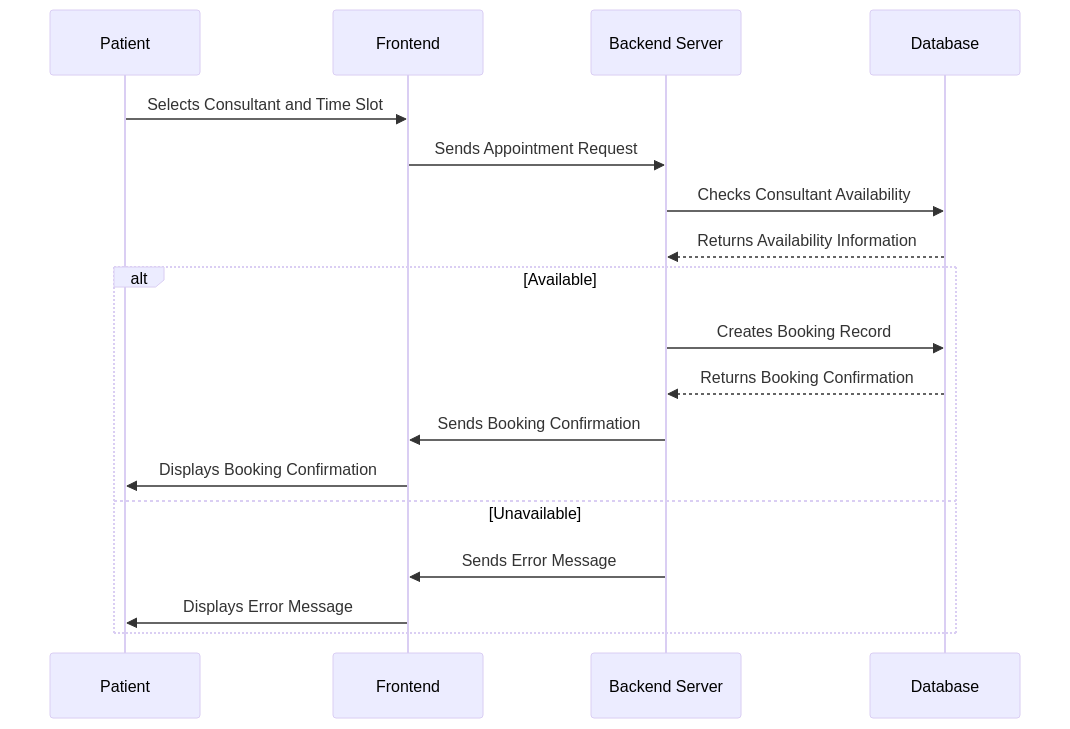 Patient
Frontend
Backend Server
Database
Selects Consultant and Time Slot
Sends Appointment Request
Checks Consultant Availability
Returns Availability Information
alt
[Available]
Creates Booking Record
Returns Booking Confirmation
Sends Booking Confirmation
Displays Booking Confirmation
[Unavailable]
Sends Error Message
Displays Error Message
Patient
Frontend
Backend Server
Database